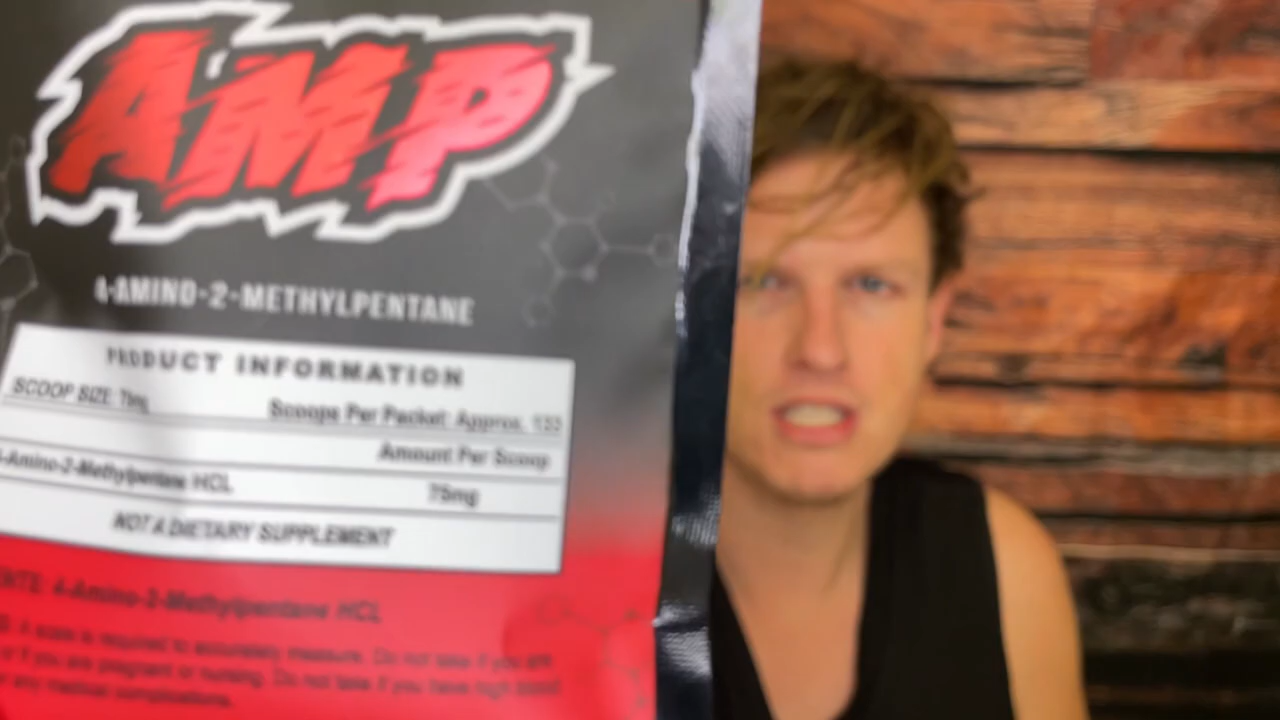 AMP
4-AMINO-2-METHYLPENTANE
PRODUCT INFORMATION
SCOOP SIZE: 75mg Scoops Per Packet: Approx. 133
Amount Per Scoop
4-Amino-2-Methylpentane HCL 75mg
NOT A DIETARY SUPPLEMENT
4-Amino-2-Methylpentane HCL
A scale is required to accurately measure. Do not take if you are
or if you are pregnant or nursing. Do not take if you have high blood
any medical complications.